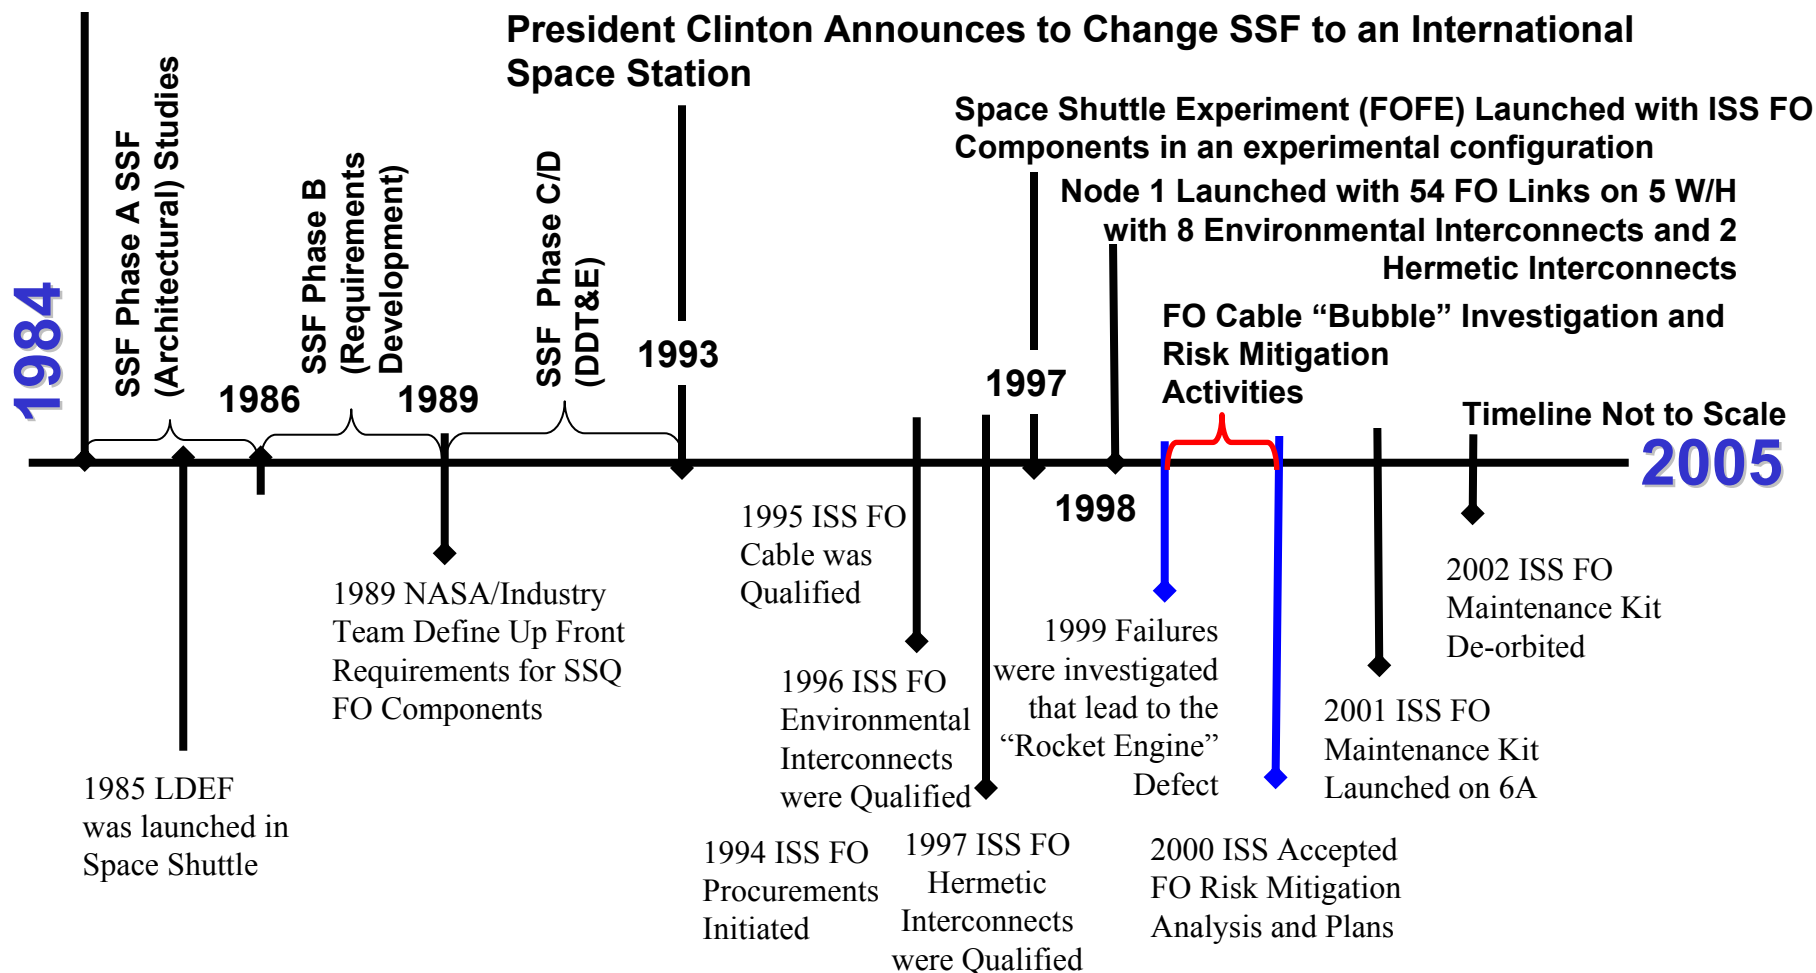 President Clinton Announces to Change SSF to an International
Space Station
Space Shuttle Experiment (FOFE) Launched with ISS FO
Components in an experimental configuration
Node 1 Launched with 54 FO Links on 5 W/H
with 8 Environmental Interconnects and 2
Hermetic Interconnects
FO Cable “Bubble” Investigation and
Risk Mitigation
Activities
1984
SSF Phase A SSF
(Architectural) Studies
1986
SSF Phase B
(Requirements
Development)
1989
SSF Phase C/D
(DDT&E)
1993
1997
1998
Timeline Not to Scale
2005
1985 LDEF
was launched in
Space Shuttle
1989 NASA/Industry
Team Define Up Front
Requirements for SSQ
FO Components
1995 ISS FO
Cable was
Qualified
1996 ISS FO
Environmental
Interconnects
were Qualified
1994 ISS FO
Procurements
Initiated
1997 ISS FO
Hermetic
Interconnects
were Qualified
1999 Failures
were investigated
that lead to the
“Rocket Engine”
Defect
2000 ISS Accepted
FO Risk Mitigation
Analysis and Plans
2001 ISS FO
Maintenance Kit
Launched on 6A
2002 ISS FO
Maintenance Kit
De-orbited